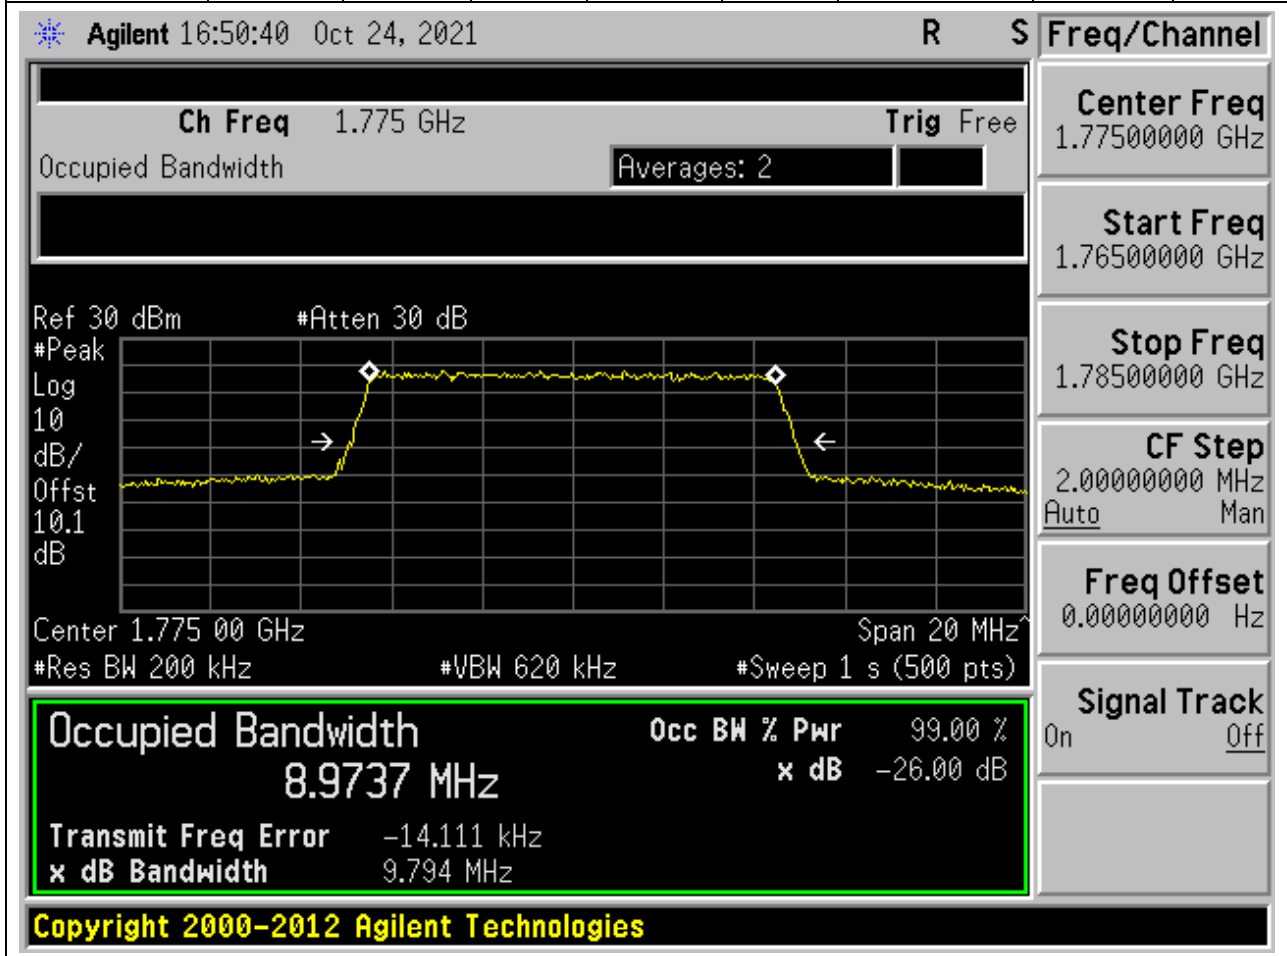 Agilent 16:50:40 Oct 24, 2021 R S
Freq/Channel
Ch Freq 1.775 GHz Trig Free
Occupied Bandwidth Averages: 2
Ref 30 dBm #Atten 30 dB
#Peak
Log
10
dB/
Offst
10.1
dB
Center 1.775 00 GHz Span 20 MHz^
#Res BW 200 kHz #VBW 620 kHz #Sweep 1 s (500 pts)
Occupied Bandwidth Occ BW % Pwr 99.00 %
8.9737 MHz x dB -26.00 dB
Transmit Freq Error -14.111 kHz
x dB Bandwidth 9.794 MHz
Copyright 2000-2012 Agilent Technologies
Center Freq
1.77500000 GHz
Start Freq
1.76500000 GHz
Stop Freq
1.78500000 GHz
CF Step
2.00000000 MHz
Auto Man
Freq Offset
0.00000000 Hz
Signal Track
On Off